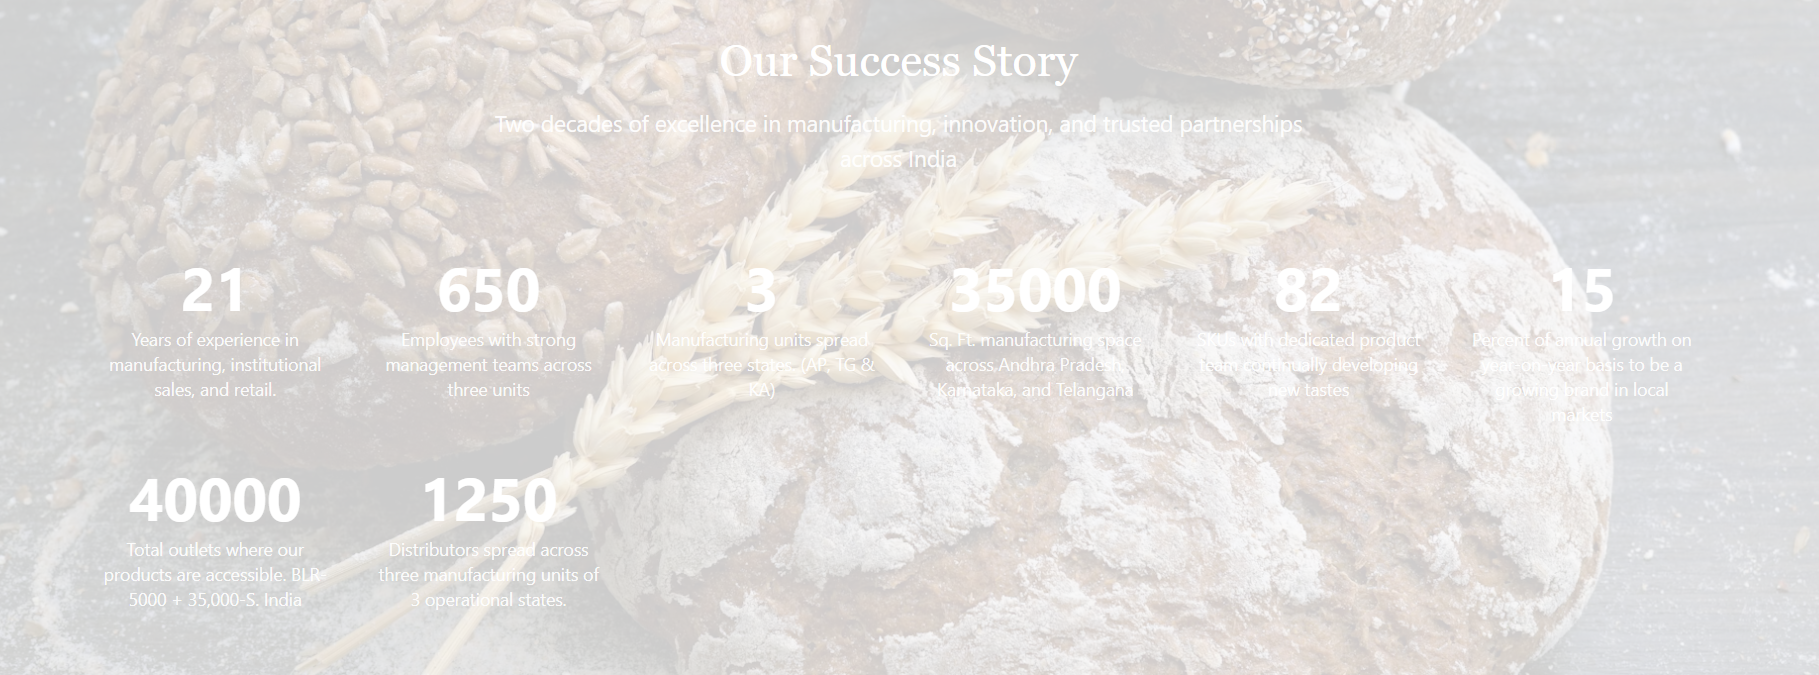 Our Success Story
Two decades of excellence in manufacturing, innovation, and trusted partnerships
across India
21
Years of experience in
manufacturing, institutional
sales, and retail.
650
Employees with strong
management teams across
three units
3
Manufacturing units spread
across three states. (AP, TG &
KA)
35000
Sq. Ft. manufacturing space
across Andhra Pradesh,
Karnataka, and Telangana
82
SKUs with dedicated product
team continually developing
new tastes
15
Percent of annual growth on
year-on-year basis to be a
growing brand in local
markets
40000
Total outlets where our
products are accessible. BLR-
5000 + 35,000-S. India
1250
Distributors spread across
three manufacturing units of
3 operational states.